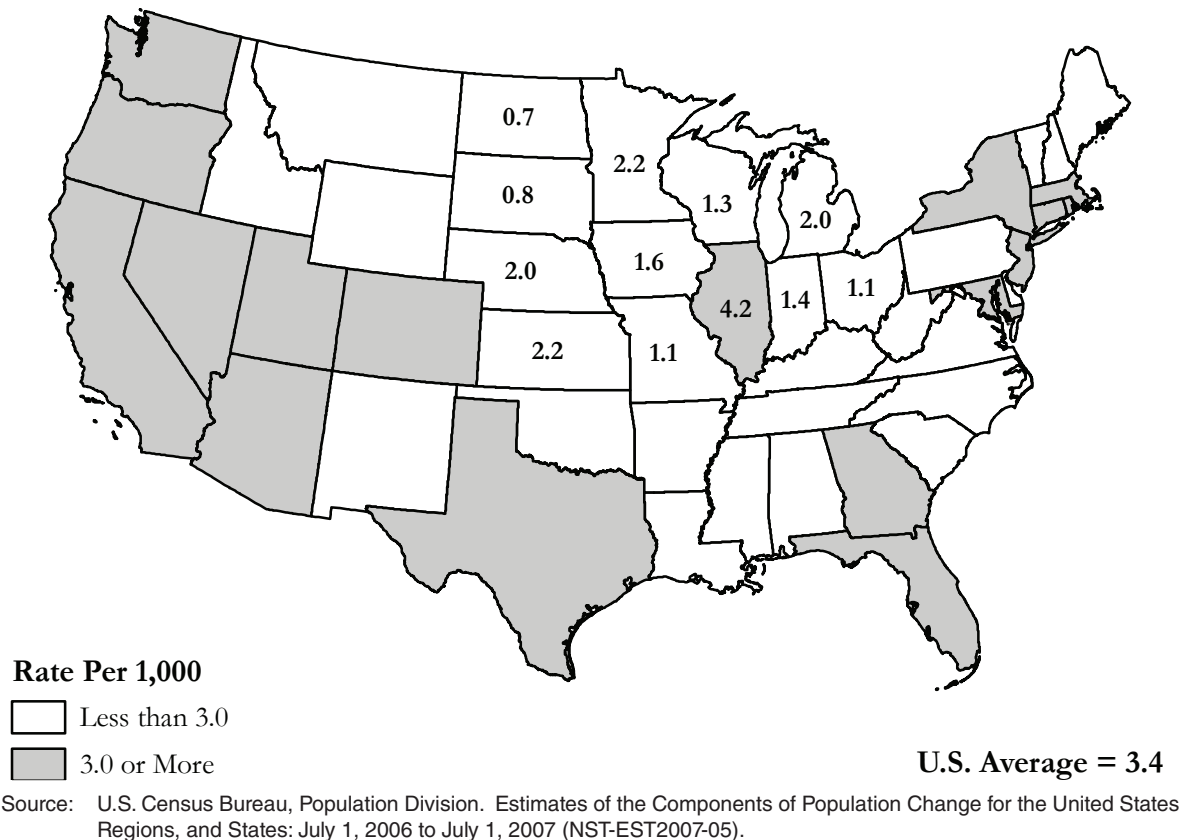 0.7
2.2
0.8
1.3
2.0
2.0
1.6
4.2
1.4
1.1
2.2
1.1
Rate Per 1,000
Less than 3.0
3.0 or More
U.S. Average = 3.4
Source: U.S. Census Bureau, Population Division. Estimates of the Components of Population Change for the United States
Regions, and States: July 1, 2006 to July 1, 2007 (NST-EST2007-05).